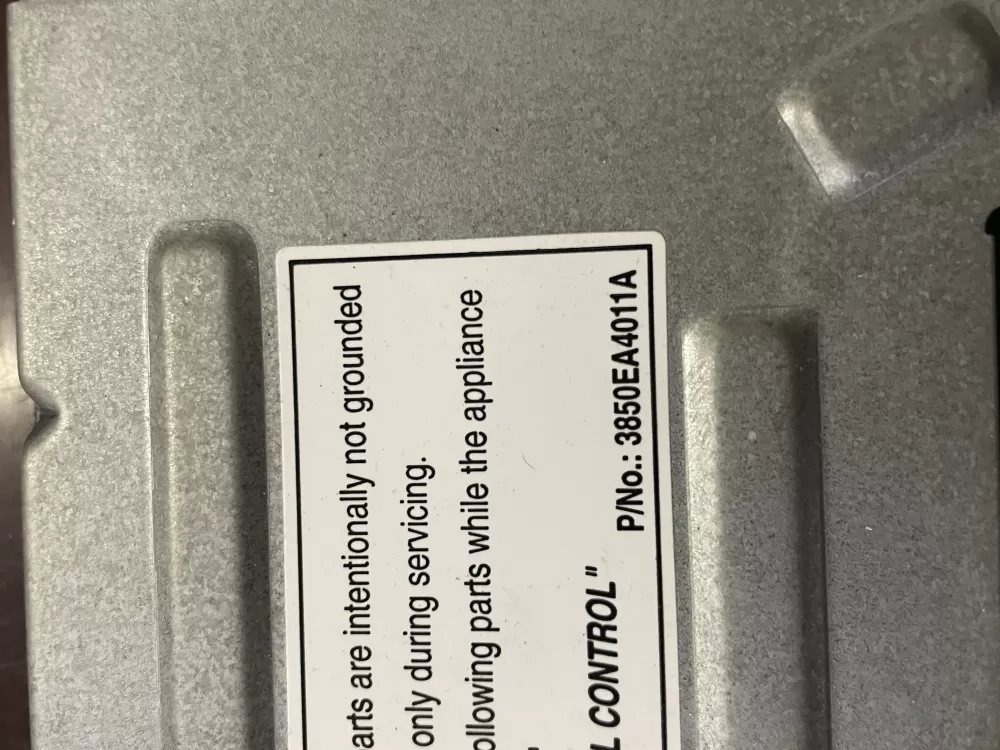 arts are intentionally not grounded
only during servicing.
ollowing parts while the appliance
"
L CONTROL"
P/No.: 3850EA4011A